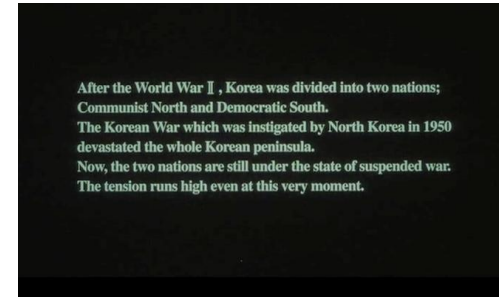 After the World War Ⅱ , Korea was divided into two nations;
Communist North and Democratic South.
The Korean War which was instigated by North Korea in 1950
devastated the whole Korean peninsula.
Now, the two nations are still under the state of suspended war.
The tension runs high even at this very moment.